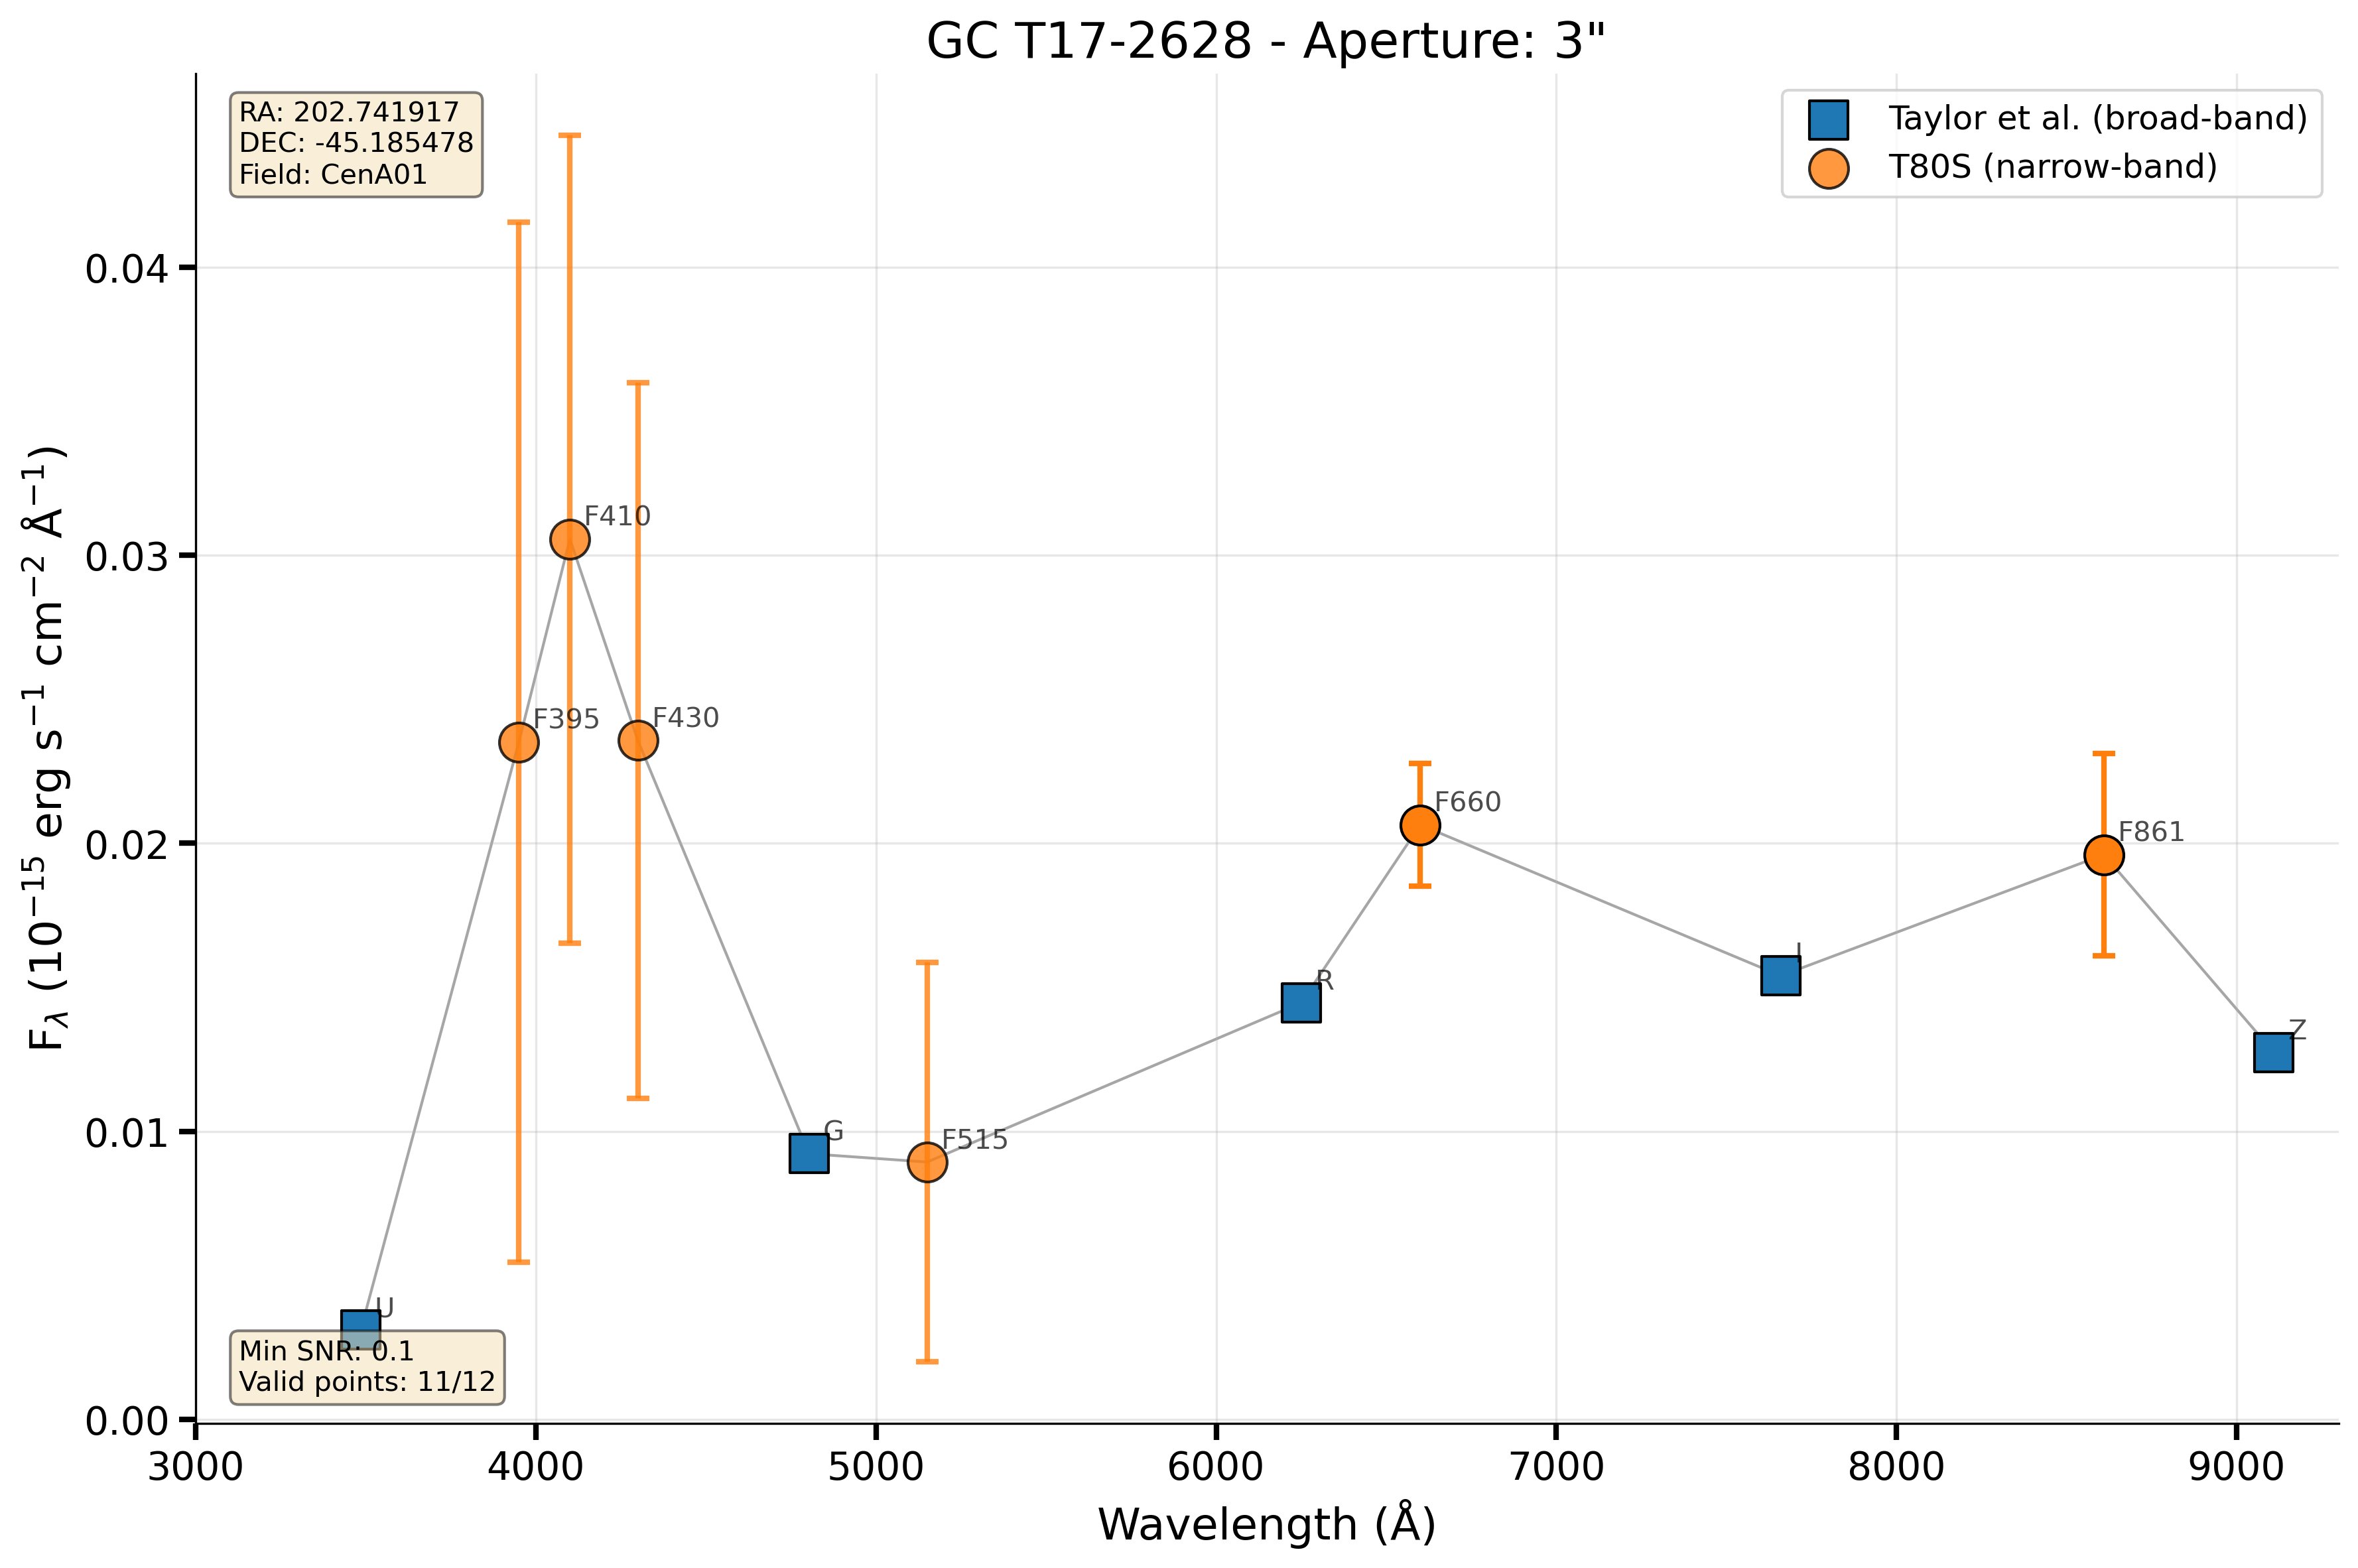 GC T17-2628 - Aperture: 3"
RA: 202.741917
DEC: -45.185478
Field: CenA01
Taylor et al. (broad-band)
T80S (narrow-band)
F$_{\lambda}$ (10$^{-15}$ erg s$^{-1}$ cm$^{-2}$ Å$^{-1}$)
0.04
0.03
0.02
0.01
0.00
F410
F395
F430
F660
F861
I
R
Z
G
F515
U
Min SNR: 0.1
Valid points: 11/12
3000 4000 5000 6000 7000 8000 9000
Wavelength (Å)